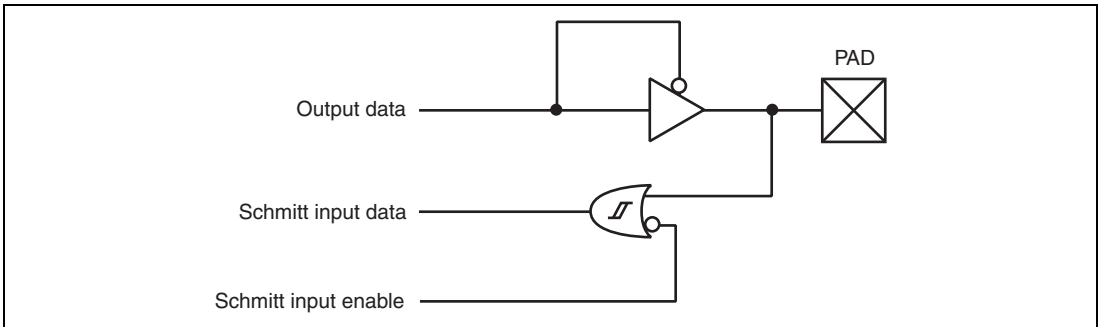 PAD
Output data
Schmitt input data
Schmitt input enable